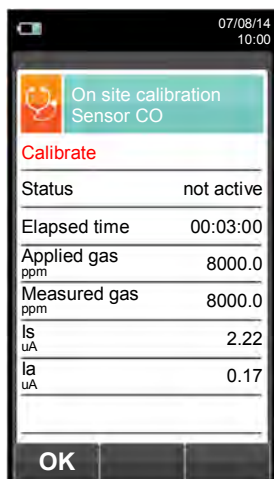 07/08/14
10:00
On site calibration
Sensor CO
Calibrate
Status not active
Elapsed time 00:03:00
Applied gas 8000.0
ppm
Measured gas 8000.0
ppm
Is 2.22
uA
Ia 0.17
uA
OK